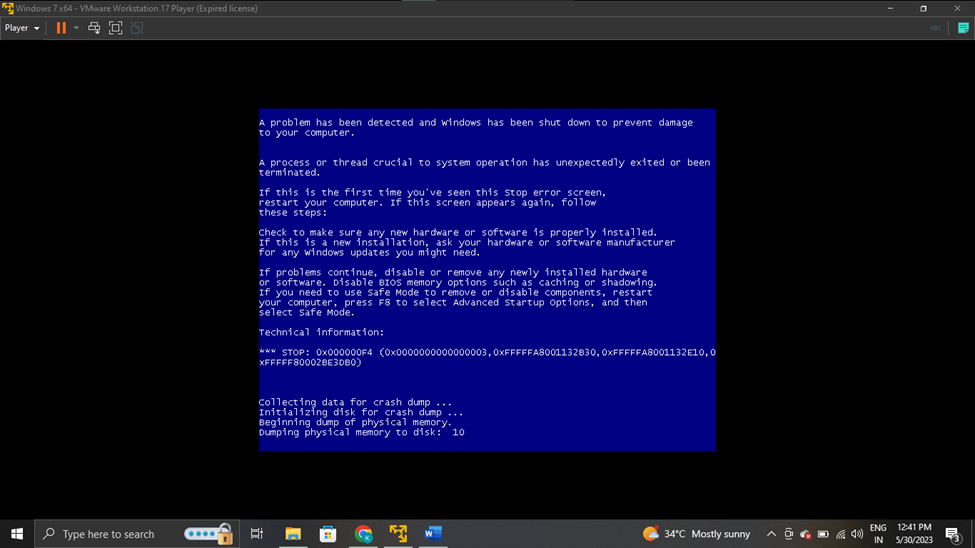 Windows 7 x64 - VMware Workstation 17 Player (Expired license)
Player
A problem has been detected and Windows has been shut down to prevent damage
to your computer.
A process or thread crucial to system operation has unexpectedly exited or been
terminated.
If this is the first time you've seen this Stop error screen,
restart your computer. If this screen appears again, follow
these steps:
Check to make sure any new hardware or software is properly installed.
If this is a new installation, ask your hardware or software manufacturer
for any Windows updates you might need.
If problems continue, disable or remove any newly installed hardware
or software. Disable BIOS memory options such as caching or shadowing.
If you need to use Safe Mode to remove or disable components, restart
your computer, press F8 to select Advanced Startup Options, and then
select Safe Mode.
Technical information:
*** STOP: 0x000000F4 (0x0000000000000003,0xFFFFFA8001132B30,0xFFFFFA8001132E10,0
xFFFFF80002BE3DB0)
Collecting data for crash dump ...
Initializing disk for crash dump ...
Beginning dump of physical memory.
Dumping physical memory to disk:  10
Type here to search
34°C Mostly sunny
ENG
IN
12:41 PM
5/30/2023
3